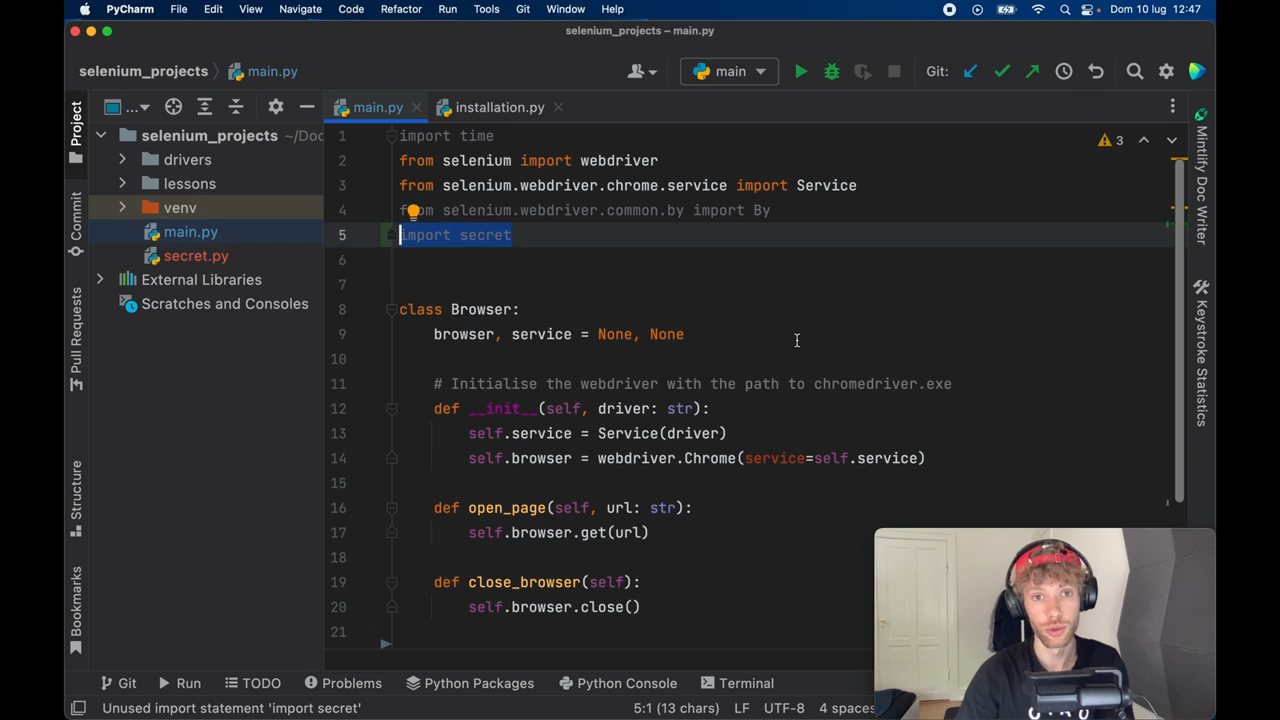 PyCharm File Edit View Navigate Code Refactor Run Tools Git Window Help Dom 10 lug 12:47
selenium_projects – main.py
selenium_projects main.py main Git:
... main.py installation.py
Project
Commit
Pull Requests
Structure
Bookmarks
selenium_projects ~/Doc
drivers
lessons
venv
main.py
secret.py
External Libraries
Scratches and Consoles
3
1 import time
2 from selenium import webdriver
3 from selenium.webdriver.chrome.service import Service
4 from selenium.webdriver.common.by import By
5 import secret
6
7
8 class Browser:
9 browser, service = None, None
10
11 # Initialise the webdriver with the path to chromedriver.exe
12 def __init__(self, driver: str):
13 self.service = Service(driver)
14 self.browser = webdriver.Chrome(service=self.service)
15
16 def open_page(self, url: str):
17 self.browser.get(url)
18
19 def close_browser(self):
20 self.browser.close()
21
Mintlify Doc Writer
Keystroke Statistics
Git Run TODO Problems Python Packages Python Console Terminal
Unused import statement 'import secret' 5:1 (13 chars) LF UTF-8 4 spaces